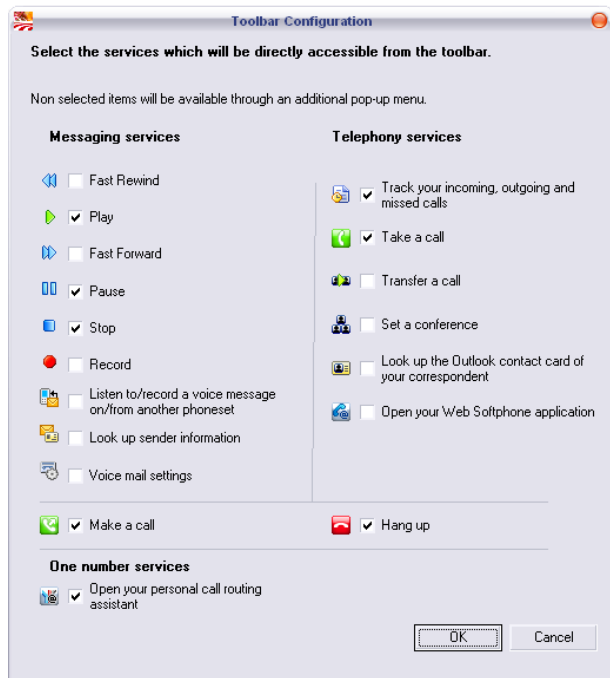 Toolbar Configuration
Select the services which will be directly accessible from the toolbar.
Non selected items will be available through an additional pop-up menu.
Messaging services
Fast Rewind
Play
Fast Forward
Pause
Stop
Record
Listen to/record a voice message
on/from another phoneset
Look up sender information
Voice mail settings
Telephony services
Track your incoming, outgoing and
missed calls
Take a call
Transfer a call
Set a conference
Look up the Outlook contact card of
your correspondent
Open your Web Softphone application
Make a call
Hang up
One number services
Open your personal call routing
assistant
OK
Cancel